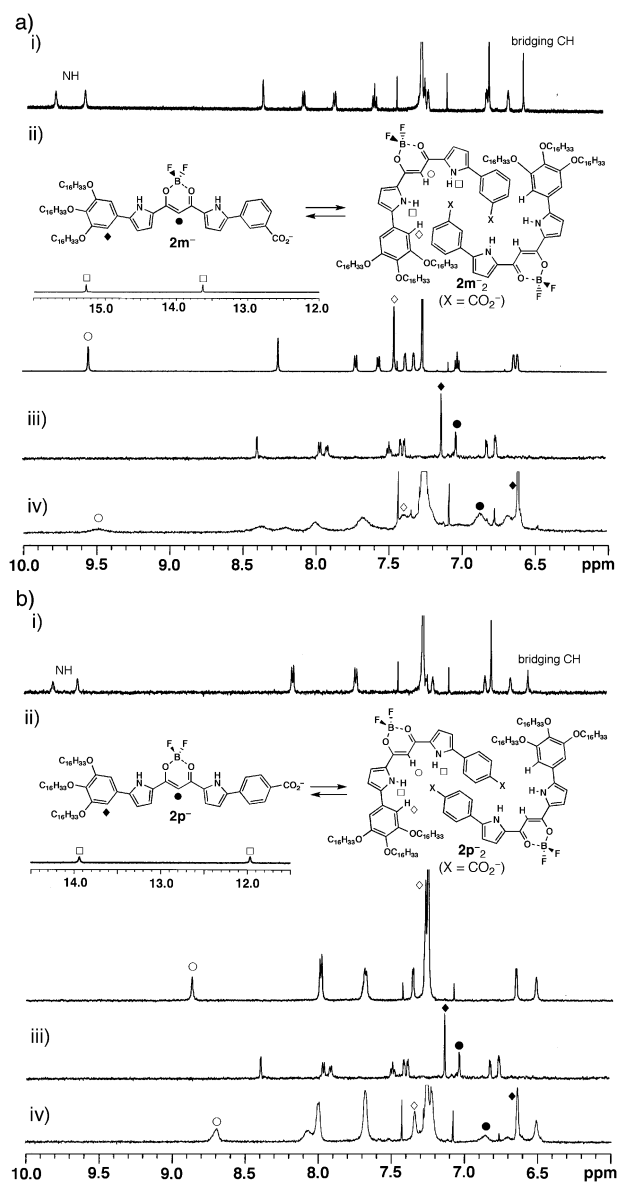 a)
i)
NH
bridging CH
ii)
C₁₆H₃₃O
C₁₆H₃₃O
C₁₆H₃₃O
F F
B
O O
H
N
H
N
CO₂⁻
2m⁻
F
F
B
O O
H
N
H
N-H
H
X
X
C₁₆H₃₃O
OC₁₆H₃₃
OC₁₆H₃₃
C₁₆H₃₃O
OC₁₆H₃₃
OC₁₆H₃₃
H
H-N
H
N
H
O O
B
F
F
2m⁻₂
(X = CO₂⁻)
15.0 14.0 13.0 12.0
iii)
iv)
10.0 9.5 9.0 8.5 8.0 7.5 7.0 6.5 ppm
b)
i)
NH
bridging CH
ii)
C₁₆H₃₃O
C₁₆H₃₃O
C₁₆H₃₃O
F F
B
O O
H
N
H
N
CO₂⁻
2p⁻
F
F
B
O O
H
N
H
N-H
H
X
X
C₁₆H₃₃O
OC₁₆H₃₃
OC₁₆H₃₃
C₁₆H₃₃O
OC₁₆H₃₃
OC₁₆H₃₃
H
H-N
H
N
H
O O
B
F
F
2p⁻₂
(X = CO₂⁻)
14.0 13.0 12.0
iii)
iv)
10.0 9.5 9.0 8.5 8.0 7.5 7.0 6.5 ppm